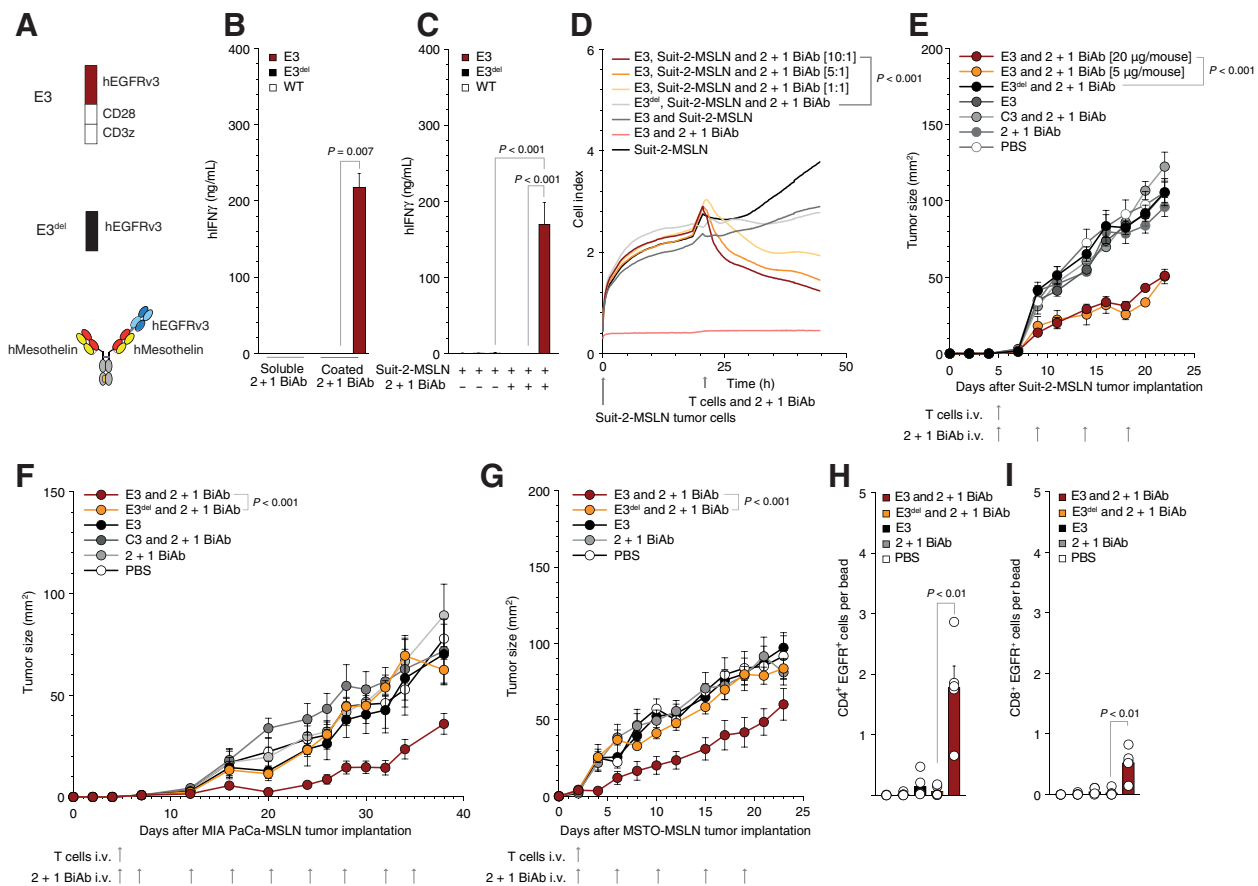 A
E3
hEGFRv3
CD28
CD3z
E3del
hEGFRv3
hEGFRv3
hMesothelin
hMesothelin
B
400
300
200
100
0
hIFNγ (ng/mL)
E3
E3del
WT
P = 0.007
Soluble
2 + 1 BiAb
Coated
2 + 1 BiAb
C
400
300
200
100
0
hIFNγ (ng/mL)
E3
E3del
WT
P < 0.001
P < 0.001
Suit-2-MSLN + + + + + +
2 + 1 BiAb − − − + + +
D
6
4
2
0
Cell index
E3, Suit-2-MSLN and 2 + 1 BiAb [10:1]
E3, Suit-2-MSLN and 2 + 1 BiAb [5:1]
E3, Suit-2-MSLN and 2 + 1 BiAb [1:1]
E3del, Suit-2-MSLN and 2 + 1 BiAb
E3 and Suit-2-MSLN
E3 and 2 + 1 BiAb
Suit-2-MSLN
P < 0.001
0 25 50
Time (h)
T cells and 2 + 1 BiAb
Suit-2-MSLN tumor cells
E
200
150
100
50
0
Tumor size (mm2)
E3 and 2 + 1 BiAb [20 μg/mouse]
E3 and 2 + 1 BiAb [5 μg/mouse]
E3del and 2 + 1 BiAb
E3
C3 and 2 + 1 BiAb
2 + 1 BiAb
PBS
P < 0.001
0 5 10 15 20 25
Days after Suit-2-MSLN tumor implantation
T cells i.v.
2 + 1 BiAb i.v.
F
150
100
50
0
Tumor size (mm2)
E3 and 2 + 1 BiAb
E3del and 2 + 1 BiAb
E3
C3 and 2 + 1 BiAb
2 + 1 BiAb
PBS
P < 0.001
0 10 20 30 40
Days after MIA PaCa-MSLN tumor implantation
T cells i.v.
2 + 1 BiAb i.v.
G
200
150
100
50
0
Tumor size (mm2)
E3 and 2 + 1 BiAb
E3del and 2 + 1 BiAb
E3
2 + 1 BiAb
PBS
P < 0.001
0 5 10 15 20 25
Days after MSTO-MSLN tumor implantation
T cells i.v.
2 + 1 BiAb i.v.
H
5
4
3
2
1
CD4+ EGFR+ cells per bead
E3 and 2 + 1 BiAb
E3del and 2 + 1 BiAb
E3
2 + 1 BiAb
PBS
P < 0.01
I
5
4
3
2
1
0
CD8+ EGFR+ cells per bead
E3 and 2 + 1 BiAb
E3del and 2 + 1 BiAb
E3
2 + 1 BiAb
PBS
P < 0.01